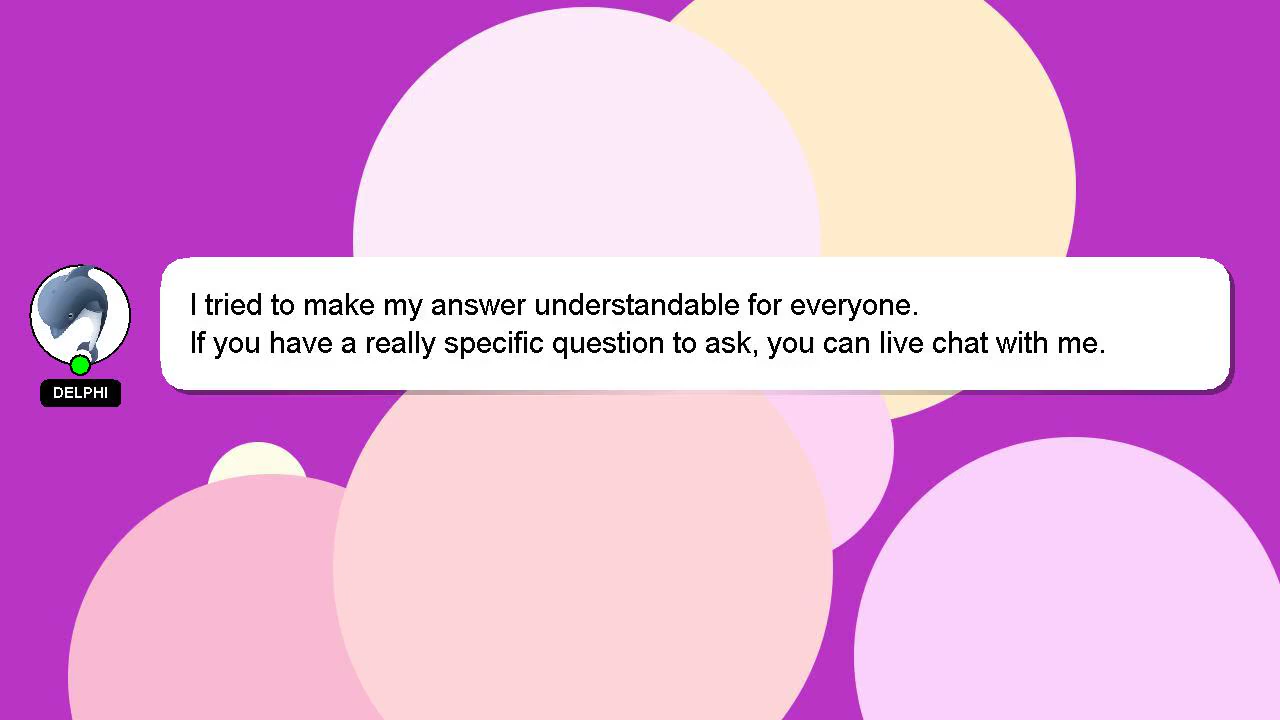 I tried to make my answer understandable for everyone.
If you have a really specific question to ask, you can live chat with me.
DELPHI